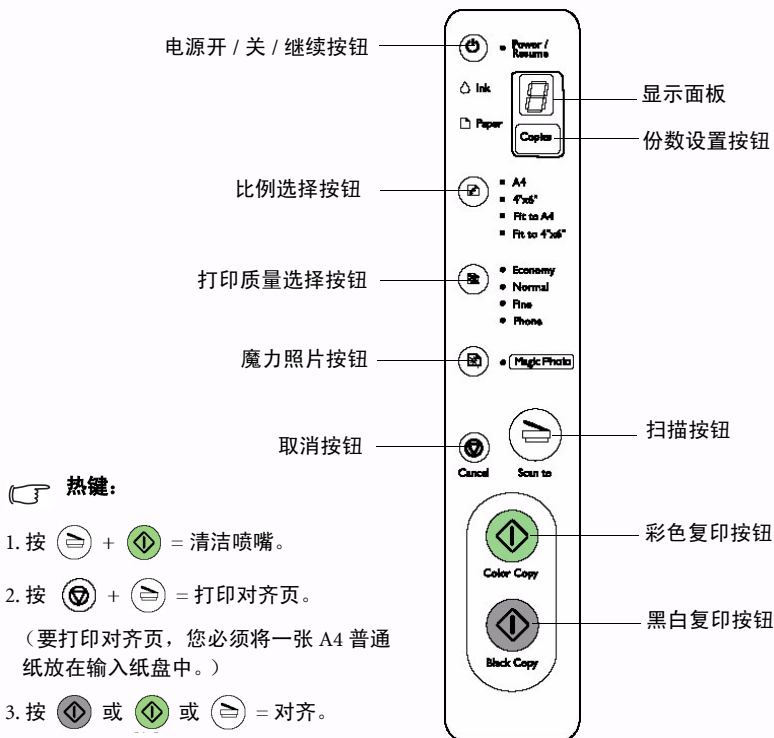 电源开 / 关 / 继续按钮
Power /
Resume
Ink
显示面板
Paper
Copies
份数设置按钮
比例选择按钮
A4
4"x6"
Fit to A4
Fit to 4"x6"
打印质量选择按钮
Economy
Normal
Fine
Phone
魔力照片按钮
Magic Photo
取消按钮
Cancel
扫描按钮
Scan to
彩色复印按钮
Color Copy
黑白复印按钮
Black Copy
热键:
1. 按 + = 清洁喷嘴。
2. 按 + = 打印对齐页。
(要打印对齐页，您必须将一张 A4 普通
纸放在输入纸盘中。)
3. 按 或 或 = 对齐。